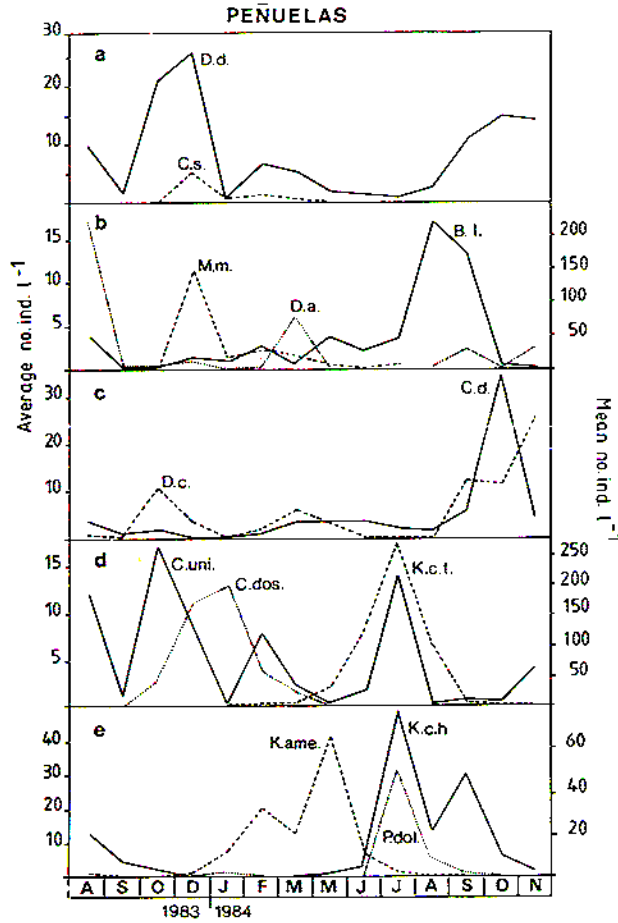 PEÑUELAS
30
20
10
a
D.d.
C.s.
15
10
5
b
M.m.
D.a.
B.l.
200
150
100
50
30
20
10
c
D.c.
C.d.
15
10
5
d
C.uni.
C.dos.
K.c.t.
250
200
150
100
50
40
30
20
10
e
K.ame.
K.c.h
P.dol.
60
40
20
Average no.ind. l⁻¹
Mean no.ind. l⁻¹
A S O D J F M M J J A S O N
1983 1984